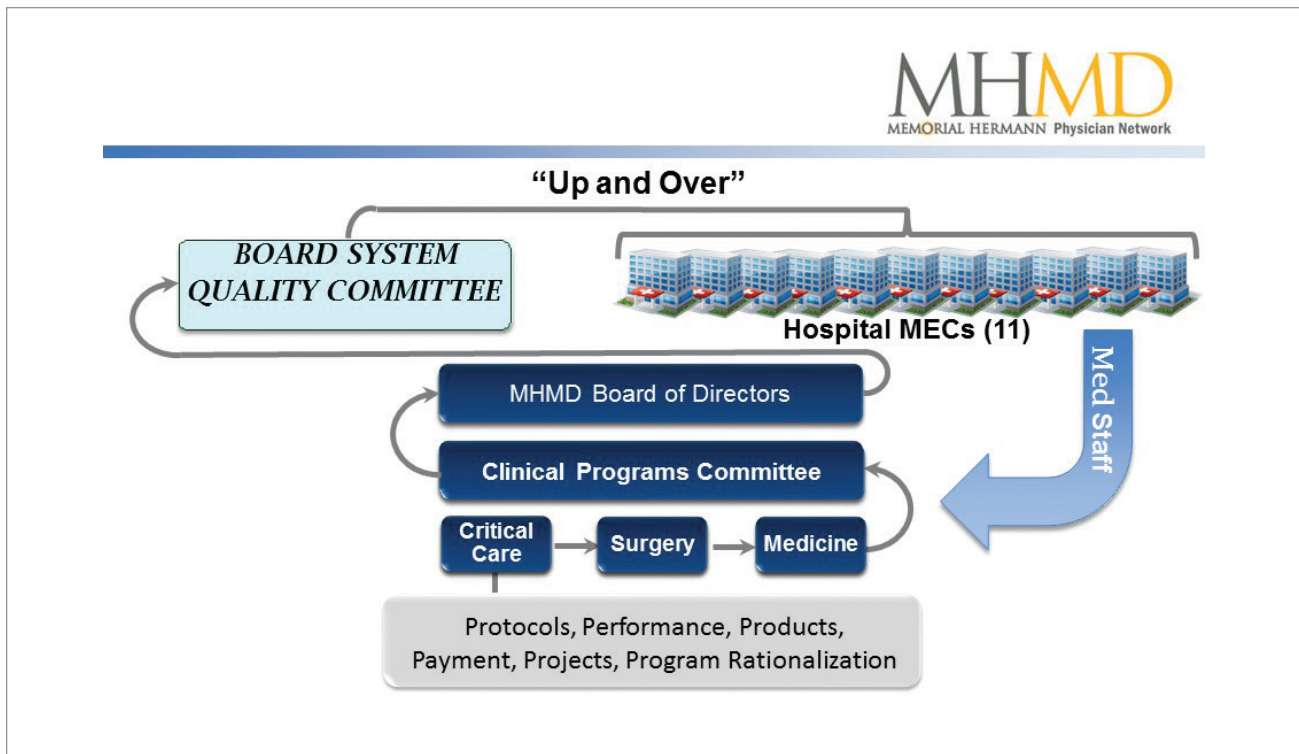 MHMD
MEMORIAL HERMANN Physician Network
“Up and Over”
BOARD SYSTEM
QUALITY COMMITTEE
Hospital MECs (11)
Med Staff
MHMD Board of Directors
Clinical Programs Committee
Critical
Care
Surgery
Medicine
Protocols, Performance, Products,
Payment, Projects, Program Rationalization